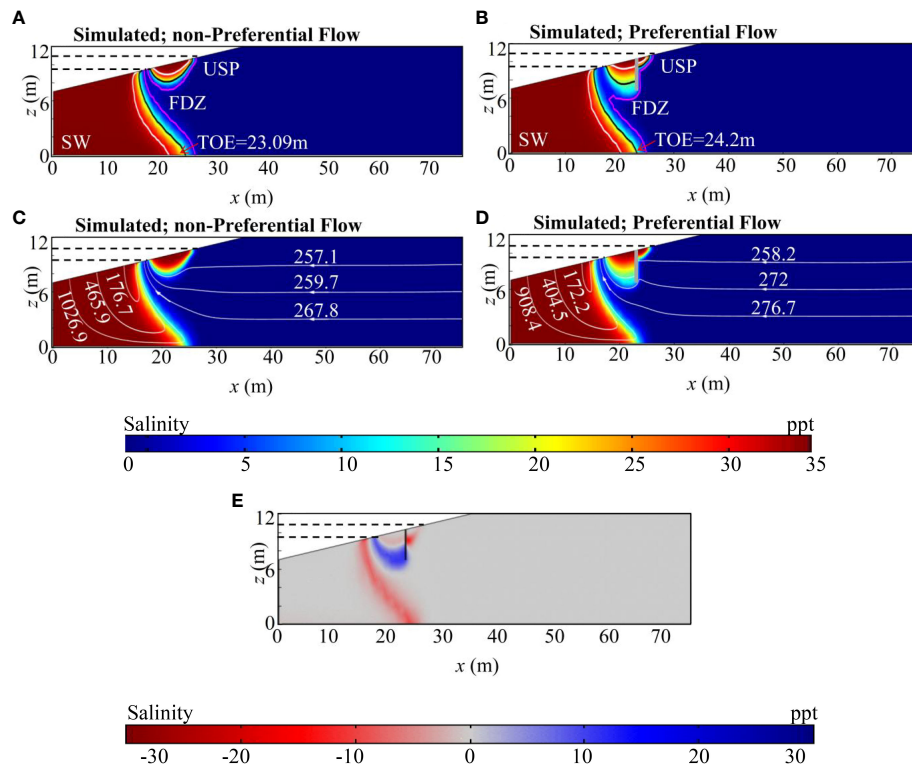 A
Simulated; non-Preferential Flow
12
6
0
z (m)
USP
FDZ
SW
TOE=23.09m
0 10 20 30 40 50 60 70
x (m)
B
Simulated; Preferential Flow
12
6
0
z (m)
USP
FDZ
SW
TOE=24.2m
0 10 20 30 40 50 60 70
x (m)
C
Simulated; non-Preferential Flow
12
6
0
z (m)
257.1
259.7
267.8
176.7
465.9
1026.9
0 10 20 30 40 50 60 70
x (m)
D
Simulated; Preferential Flow
12
6
0
z (m)
258.2
272
276.7
172.2
404.5
908.4
0 10 20 30 40 50 60 70
x (m)
Salinity ppt
0 5 10 15 20 25 30 35
E
12
6
0
z (m)
0 10 20 30 40 50 60 70
x (m)
Salinity ppt
-30 -20 -10 0 10 20 30